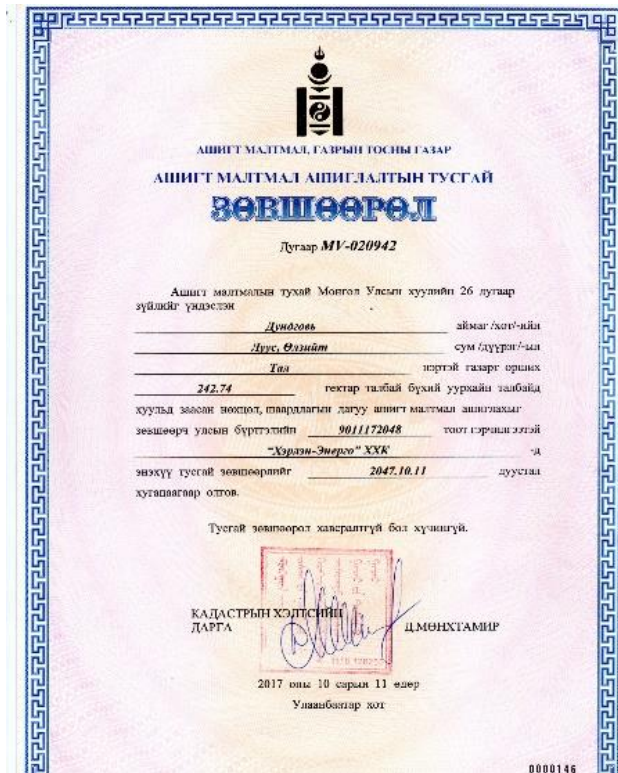 АШИГТ МАЛТМАЛ, ГАЗРЫН ТОСНЫ ГАЗАР
АШИГТ МАЛТМАЛ АШИГЛАЛТЫН ТУСГАЙ
ЗӨВШӨӨРӨЛ
Дугаар MV-020942
Ашигт малтмалын тухай Монгол Улсын хуулийн 26 дугаар
зүйлийг үндэслэн
Дундговь аймаг /хот/-ийн
Луус, Өлзийт сум /дүүрэг/-ын
Тал нэртэй газарт орших
242.74 гектар талбай бүхий уурхайн талбайд
хуульд заасан нөхцөл, шаардлагын дагуу ашигт малтмал ашиглахыг
зөвшөөрч улсын бүртгэлийн 9011172048 тоот гэрчилгээтэй
"Хэрлэн-Энерго" ХХК -д
энэхүү тусгай зөвшөөрлийг 2047.10.11 дуустал
хугацаагаар олгов.
Тусгай зөвшөөрөл хавсралтгүй бол хүчингүй.
КАДАСТРЫН ХЭЛТСИЙН
ДАРГА Д.МӨНХТАМИР
2017 оны 10 сарын 11 өдөр
Улаанбаатар хот
0000146